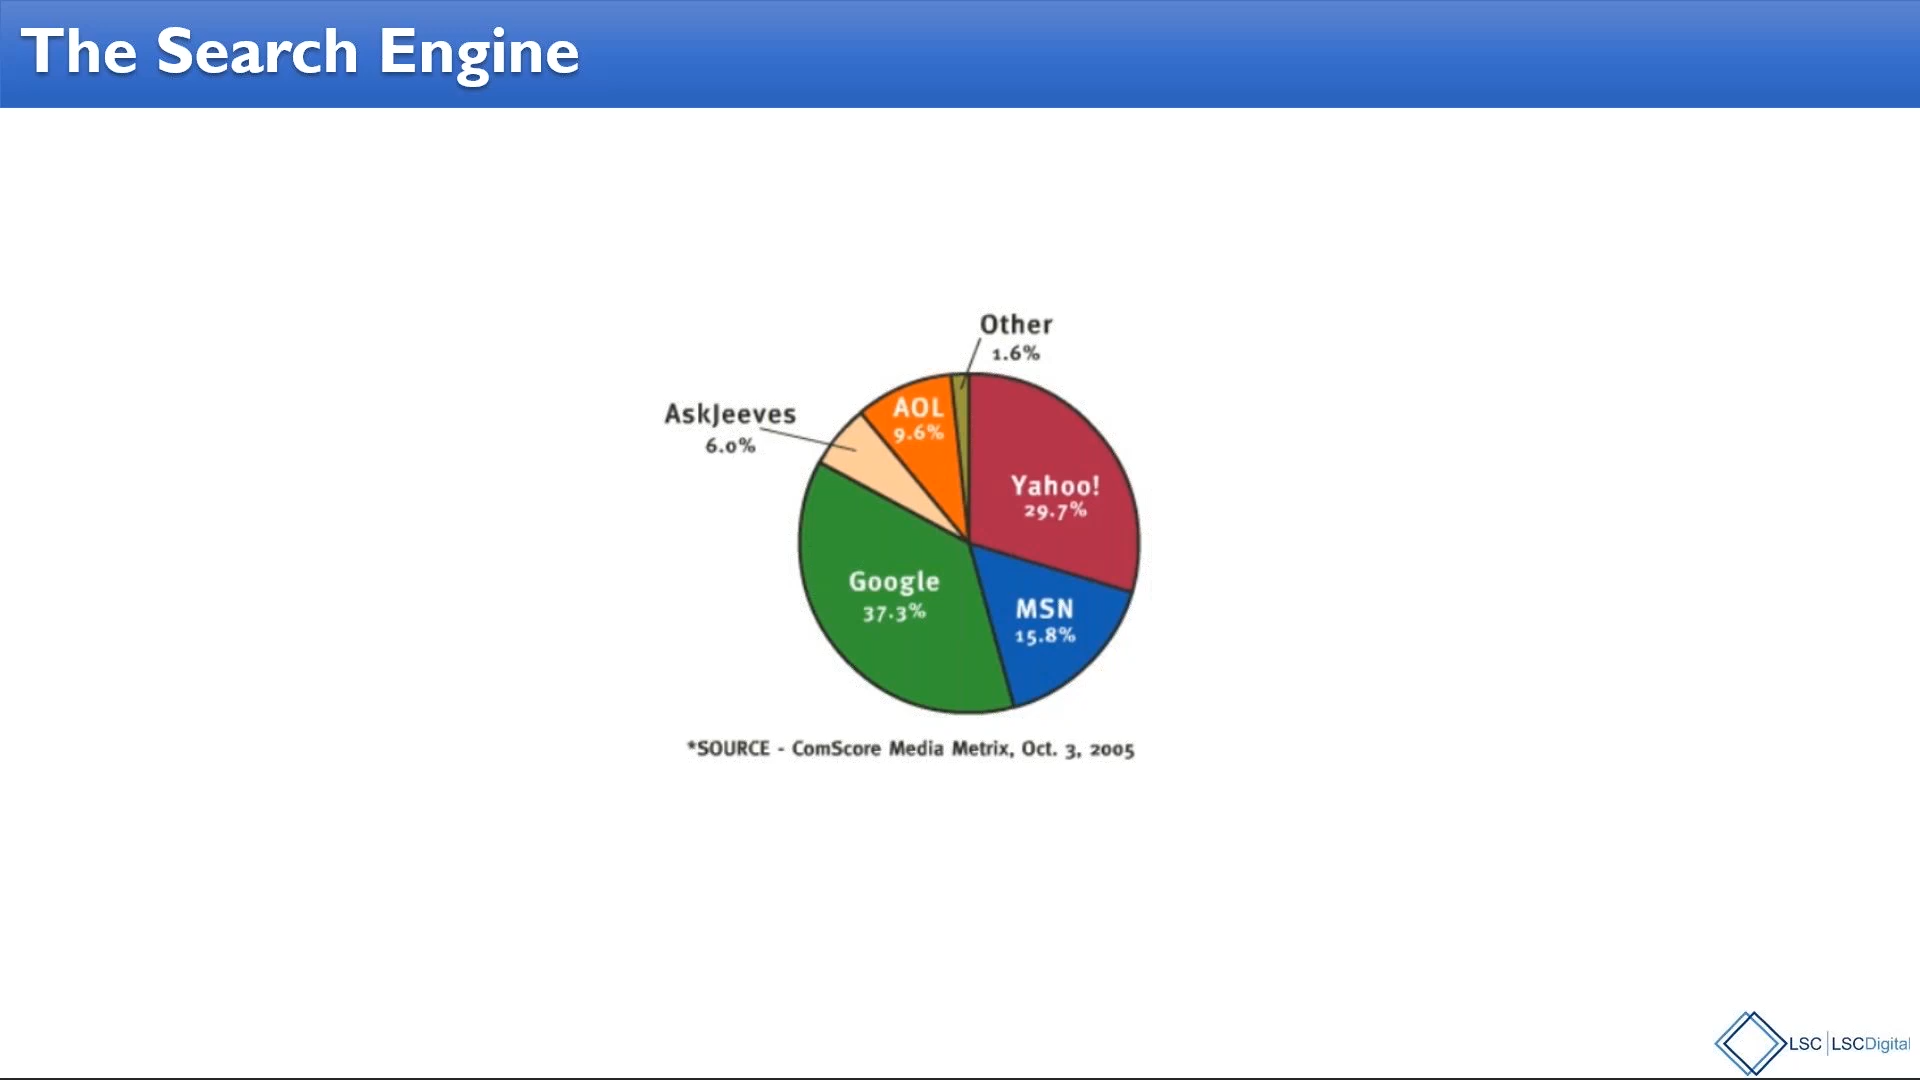 The Search Engine
Other
1.6%
AskJeeves
6.0%
AOL
9.6%
Yahoo!
29.7%
Google
37.3%
MSN
15.8%
*SOURCE - ComScore Media Metrix, Oct. 3, 2005
LSC | LSCDigital